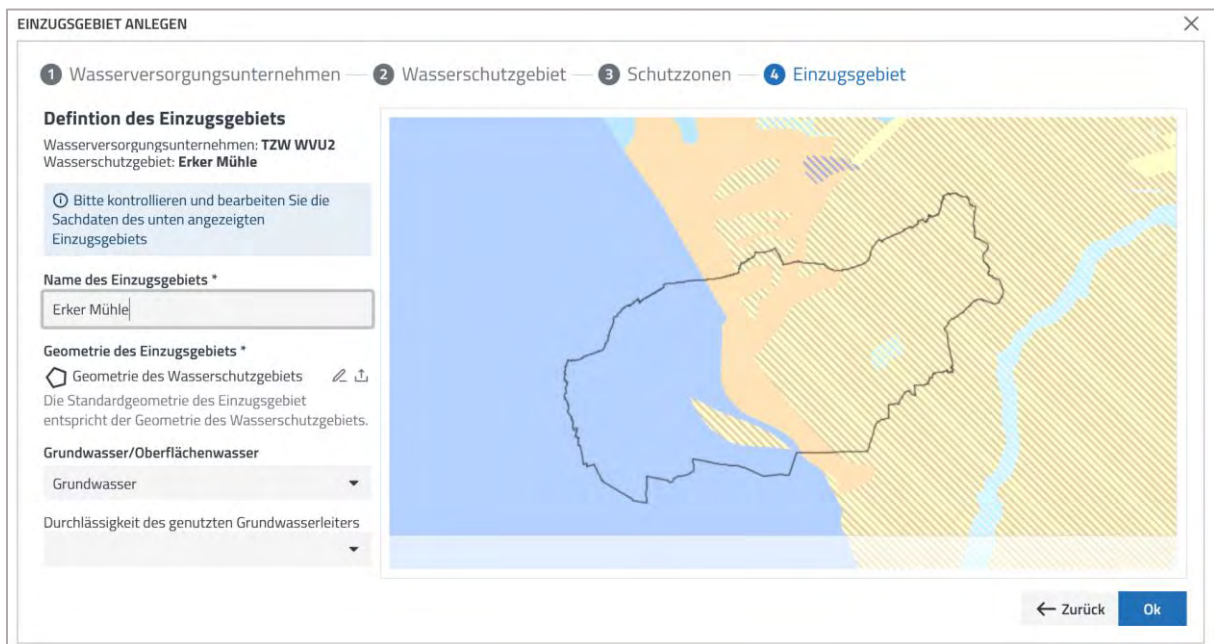 EINZUGSGEBIET ANLEGEN
1 Wasserversorgungsunternehmen 2 Wasserschutzgebiet 3 Schutzzonen 4 Einzugsgebiet
Defintion des Einzugsgebiets
Wasserversorgungsunternehmen: TZW WVU2
Wasserschutzgebiet: Erker Mühle
Bitte kontrollieren und bearbeiten Sie die
Sachdaten des unten angezeigten
Einzugsgebiets
Name des Einzugsgebiets *
Erker Mühle
Geometrie des Einzugsgebiets *
Geometrie des Wasserschutzgebiets
Die Standardgeometrie des Einzugsgebiet
entspricht der Geometrie des Wasserschutzgebiets.
Grundwasser/Oberflächenwasser
Grundwasser
Durchlässigkeit des genutzten Grundwasserleiters
Zurück Ok